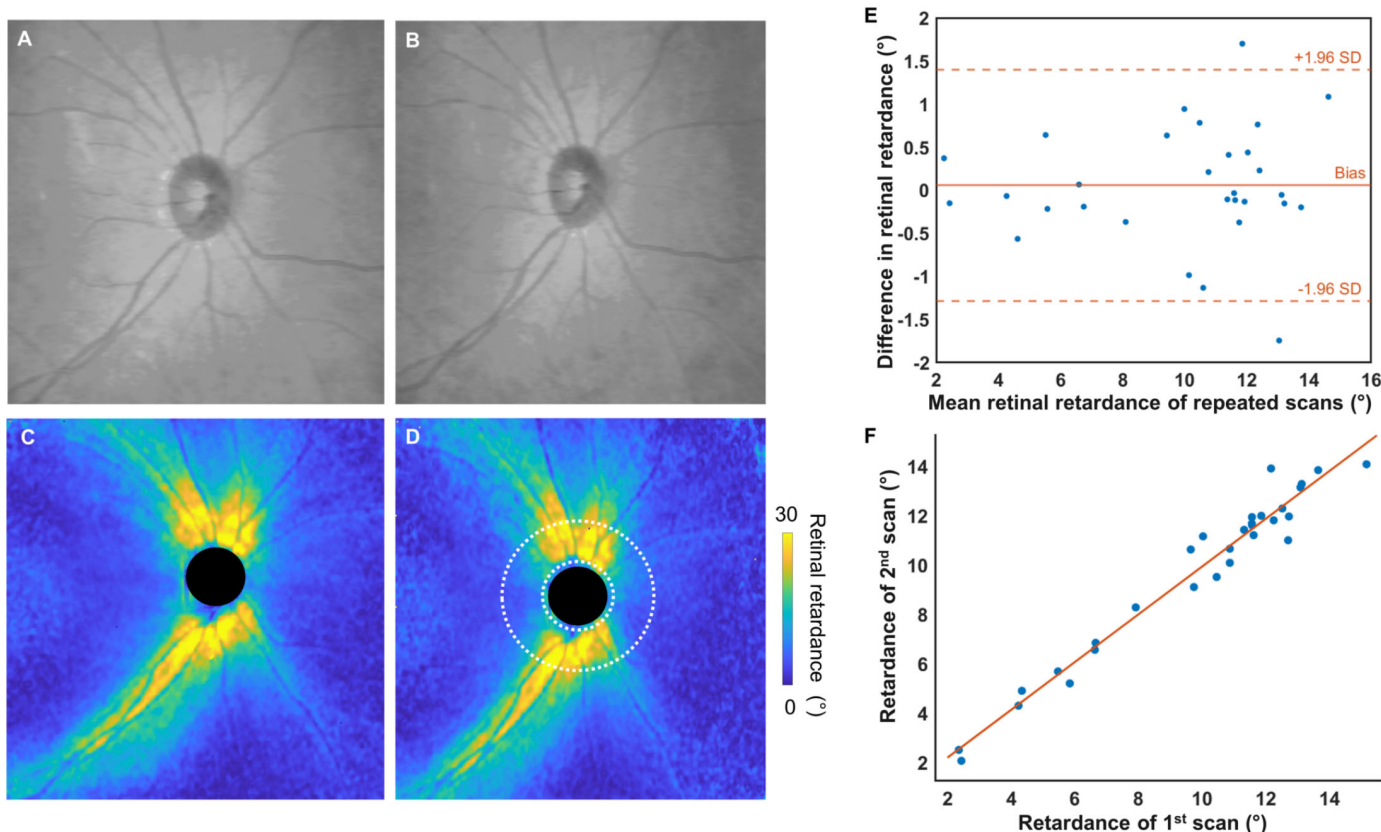 A
B
C
D
30
Retinal retardance (°)
0
E
2
1.5
1
0.5
0
-0.5
-1
-1.5
-2
Difference in retinal retardance (°)
+1.96 SD
Bias
-1.96 SD
2 4 6 8 10 12 14 16
Mean retinal retardance of repeated scans (°)
F
14
12
10
8
6
4
2
Retardance of 2nd scan (°)
2 4 6 8 10 12 14
Retardance of 1st scan (°)